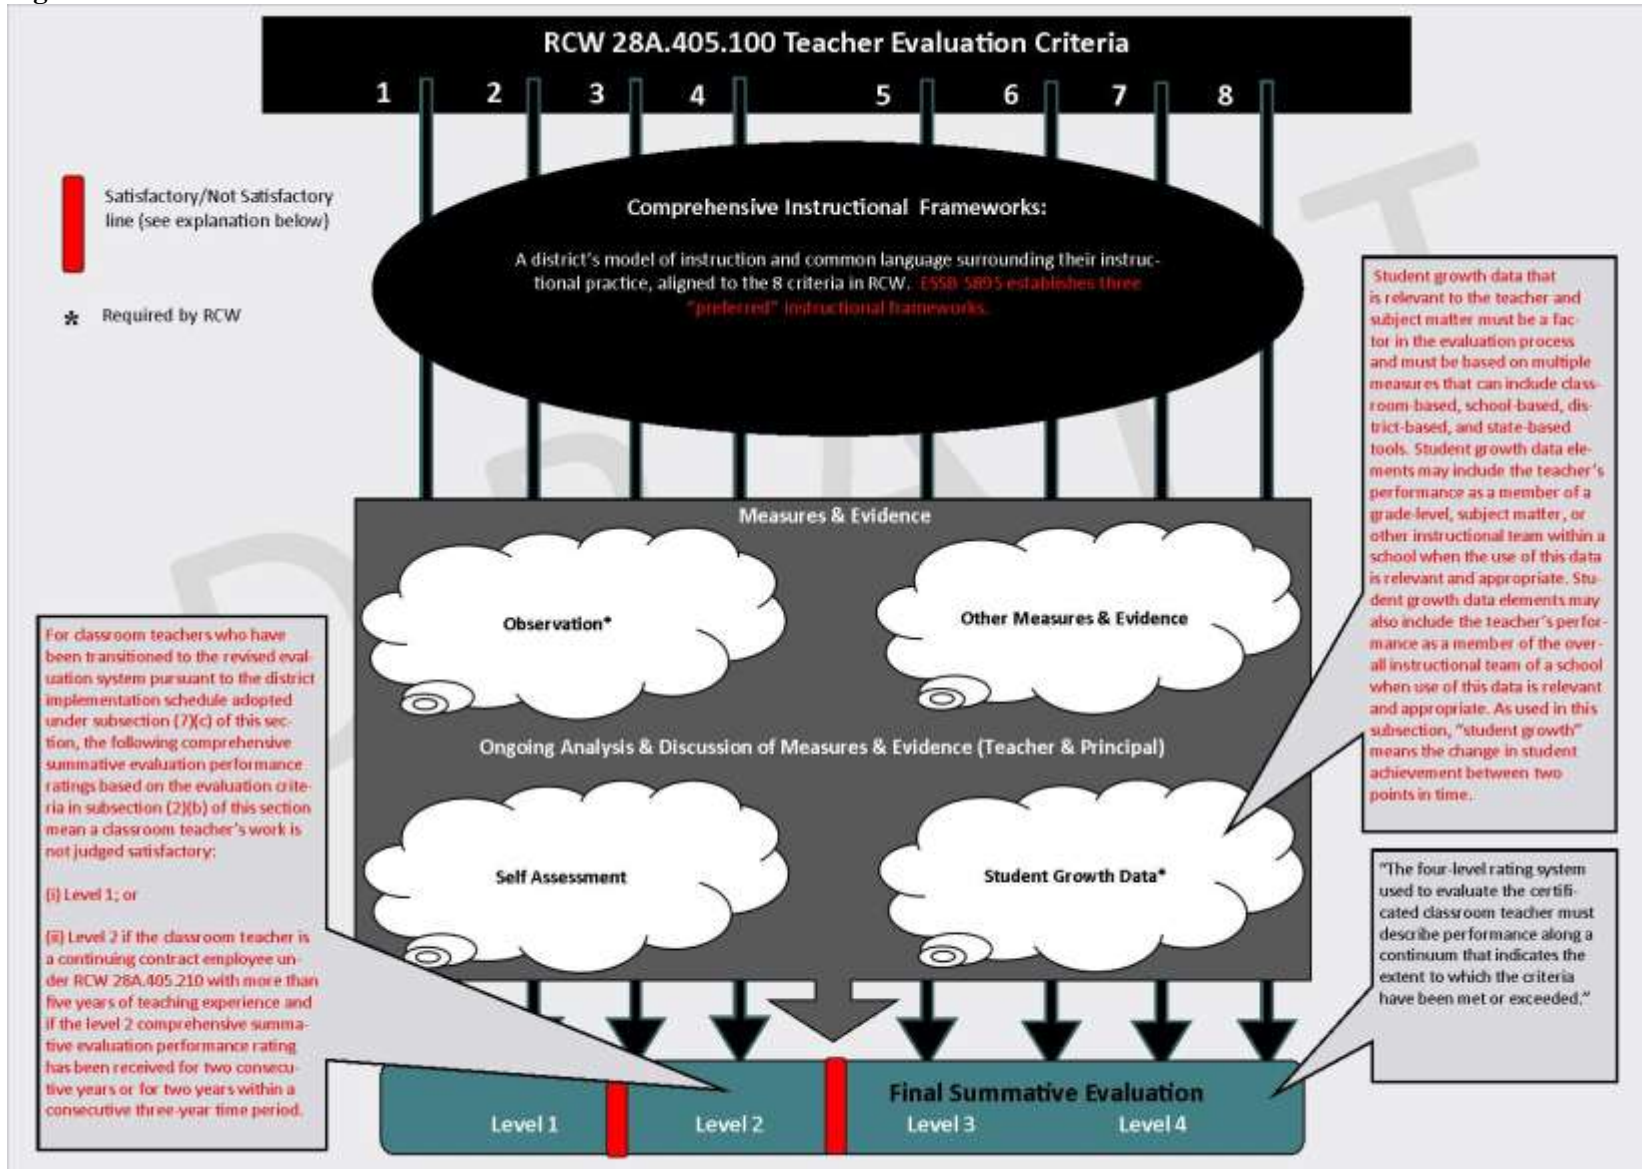 RCW 28A.405.100 Teacher Evaluation Criteria
1 2 3 4 5 6 7 8
Satisfactory/Not Satisfactory
line (see explanation below)
* Required by RCW
Comprehensive Instructional Frameworks:
A district's model of instruction and common language surrounding their instruc-
tional practice, aligned to the 8 criteria in RCW. ESSB 5895 establishes three
"preferred" instructional frameworks.
DRAFT
Student growth data that
is relevant to the teacher and
subject matter must be a fac-
tor in the evaluation process
and must be based on multiple
measures that can include class-
room-based, school-based, dis-
trict-based, and state-based
tools. Student growth data ele-
ments may include the teacher's
performance as a member of a
grade-level, subject matter, or
other instructional team within a
school when the use of this data
is relevant and appropriate. Stu-
dent growth data elements may
also include the teacher's perfor-
mance as a member of the over-
all instructional team of a school
when use of this data is relevant
and appropriate. As used in this
subsection, "student growth"
means the change in student
achievement between two
points in time.
Measures & Evidence
Observation*
Other Measures & Evidence
Ongoing Analysis & Discussion of Measures & Evidence (Teacher & Principal)
Self Assessment
Student Growth Data*
For classroom teachers who have
been transitioned to the revised eval-
uation system pursuant to the district
implementation schedule adopted
under subsection (7)(c) of this sec-
tion, the following comprehensive
summative evaluation performance
ratings based on the evaluation crite-
ria in subsection (2)(b) of this section
mean a classroom teacher's work is
not judged satisfactory:
(i) Level 1; or
(ii) Level 2 if the classroom teacher is
a continuing contract employee un-
der RCW 28A.405.210 with more than
five years of teaching experience and
if the level 2 comprehensive summa-
tive evaluation performance rating
has been received for two consecu-
tive years or for two years within a
consecutive three-year time period.
"The four-level rating system
used to evaluate the certifi-
cated classroom teacher must
describe performance along a
continuum that indicates the
extent to which the criteria
have been met or exceeded."
Final Summative Evaluation
Level 1 Level 2 Level 3 Level 4